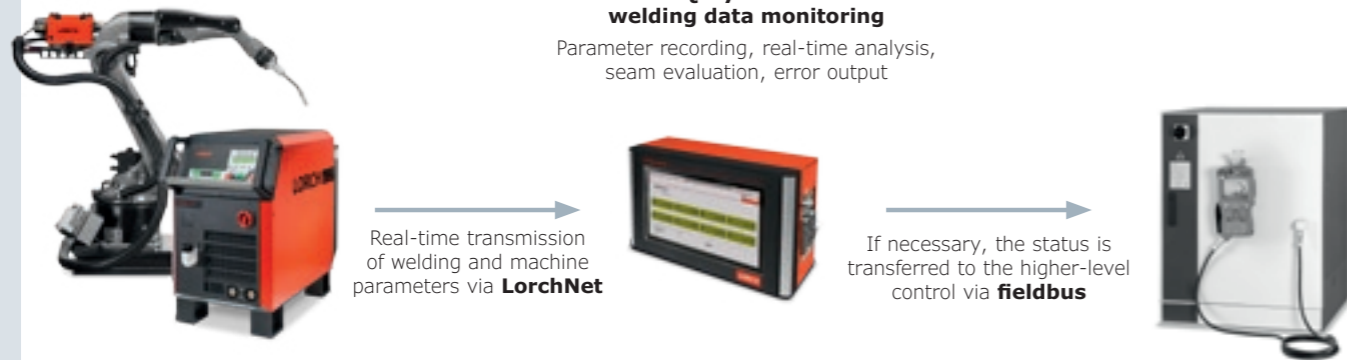 welding data monitoring
Parameter recording, real-time analysis,
seam evaluation, error output
LORCH
Real-time transmission
of welding and machine
parameters via LorchNet
If necessary, the status is
transferred to the higher-level
control via fieldbus